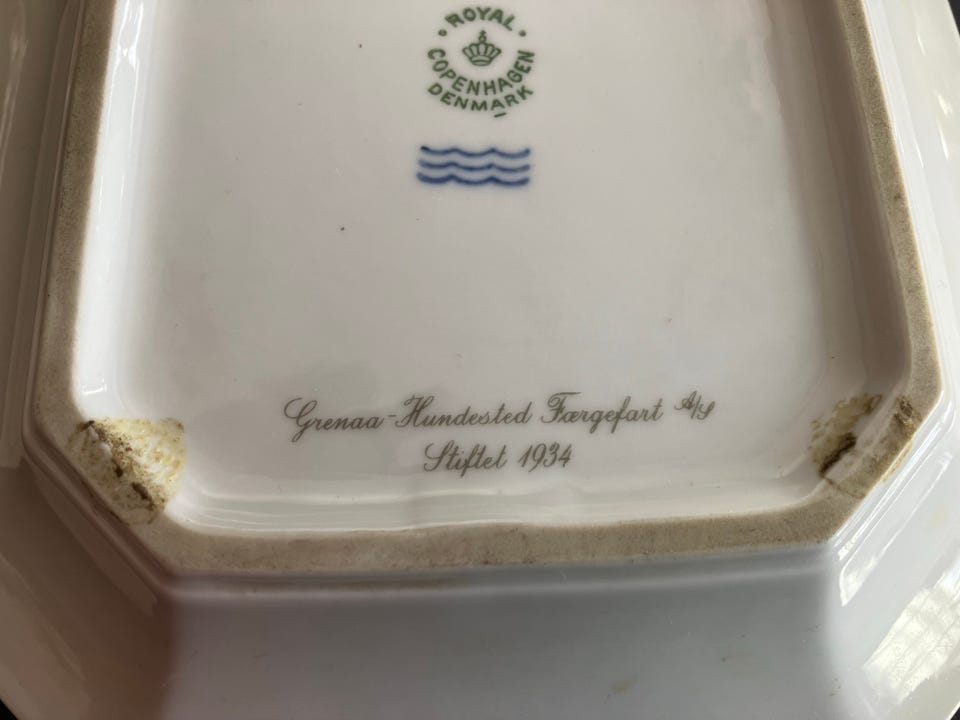 ROYAL
COPENHAGEN
DENMARK
Grenaa-Hundested Færgefart A/S
Stiftet 1934